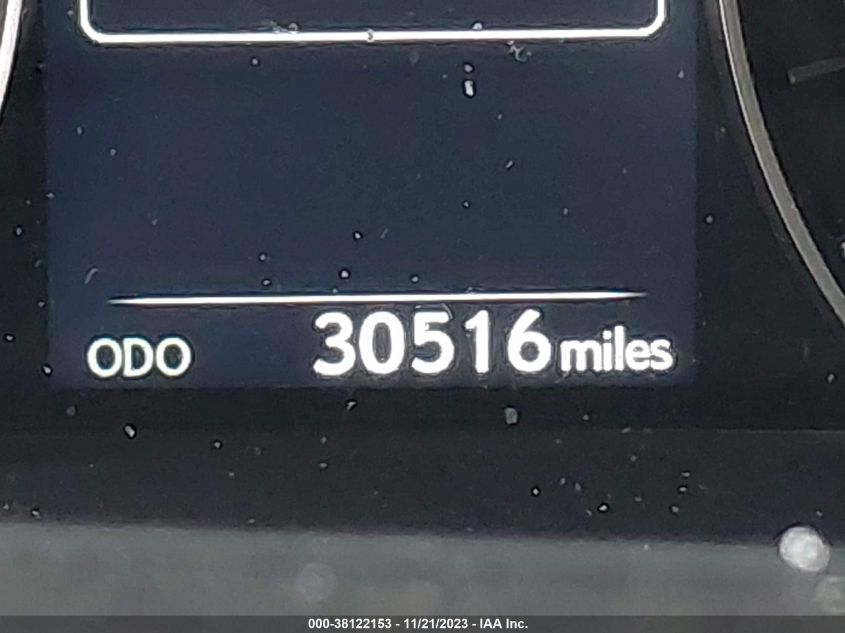 ODO 30516 miles
000-38122153 - 11/21/2023 - IAA Inc.